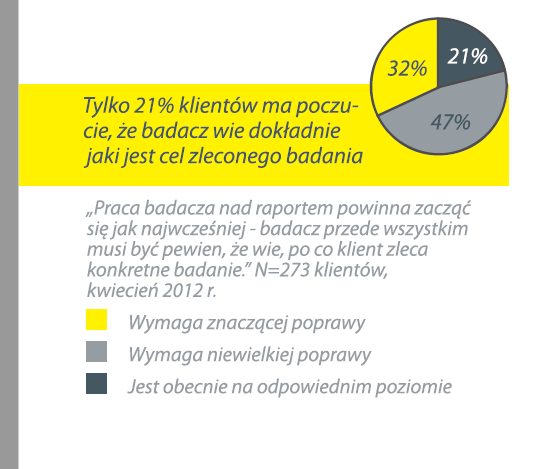 32%
21%
47%
Tylko 21% klientów ma poczu-
cie, że badacz wie dokładnie
jaki jest cel zleconego badania
„Praca badacza nad raportem powinna zacząć
się jak najwcześniej - badacz przede wszystkim
musi być pewien, że wie, po co klient zleca
konkretne badanie.” N=273 klientów,
kwiecień 2012 r.
Wymaga znaczącej poprawy
Wymaga niewielkiej poprawy
Jest obecnie na odpowiednim poziomie